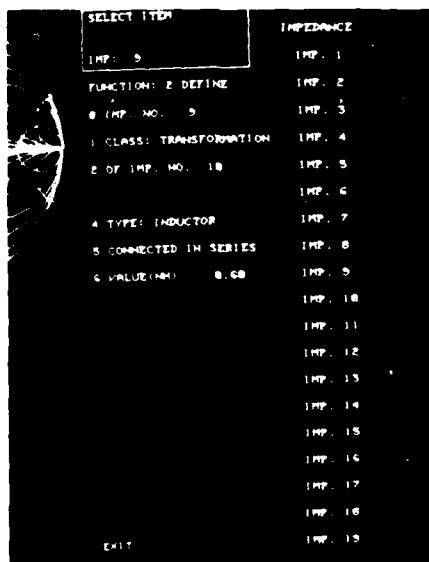 SELECT ITEM
IMP: 9
FUNCTION: 2 DEFINE
0 IMP. NO. 9
1 CLASS: TRANSFORMATION
2 OF IMP. NO. 10
4 TYPE: INDUCTOR
5 CONNECTED IN SERIES
6 VALUE(NH) 0.60
EXIT
IMPEDANCE
IMP. 1
IMP. 2
IMP. 3
IMP. 4
IMP. 5
IMP. 6
IMP. 7
IMP. 8
IMP. 9
IMP. 10
IMP. 11
IMP. 12
IMP. 13
IMP. 14
IMP. 15
IMP. 16
IMP. 17
IMP. 18
IMP. 19